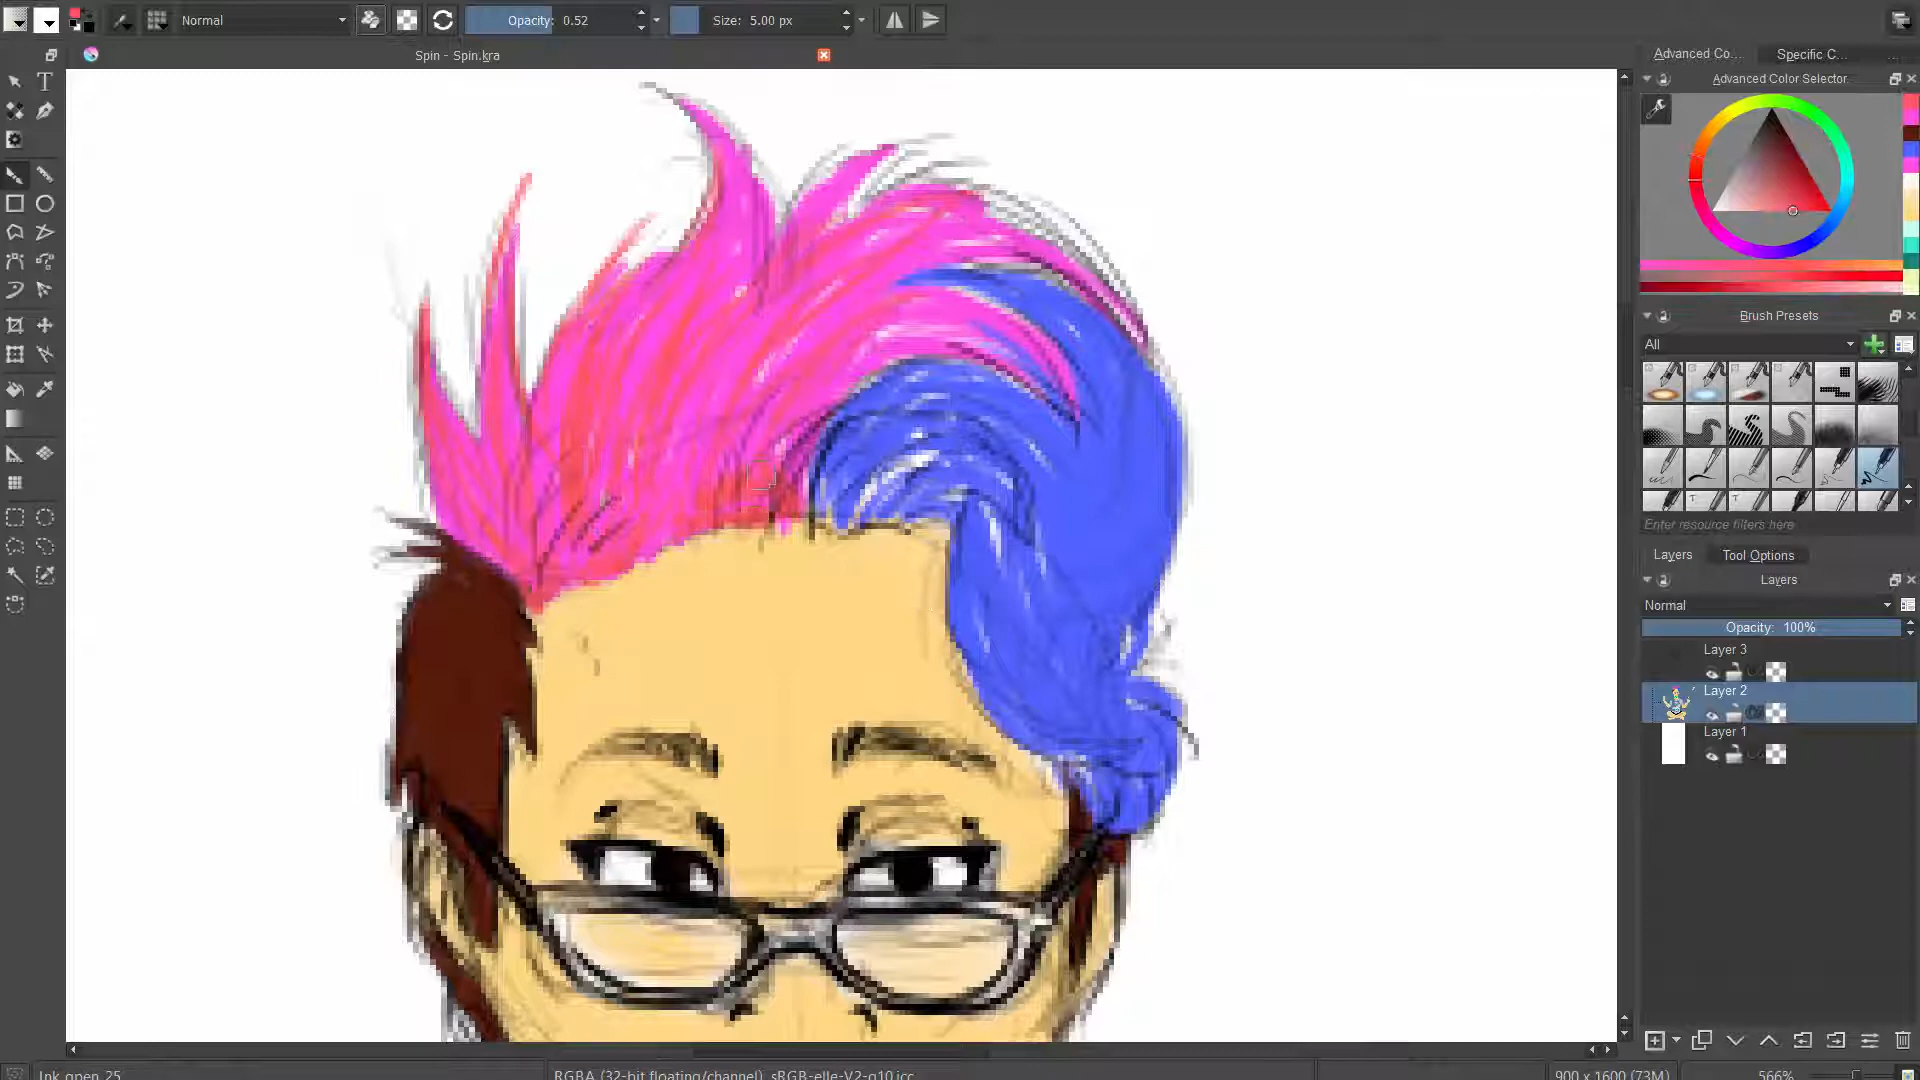 Normal
Opacity: 0.52
Size: 5.00 px
Spin - Spin.kra
Advanced Co...
Specific C...
Advanced Color Selector
Brush Presets
All
Enter resource filters here
Layers
Tool Options
Layers
Normal
Opacity: 100%
Layer 3
Layer 2
Layer 1
Ink gpen 25
RGBA (32-bit floating/channel) sRGB-elle-V2-g10.icc
900 x 1600 (73M)
566%